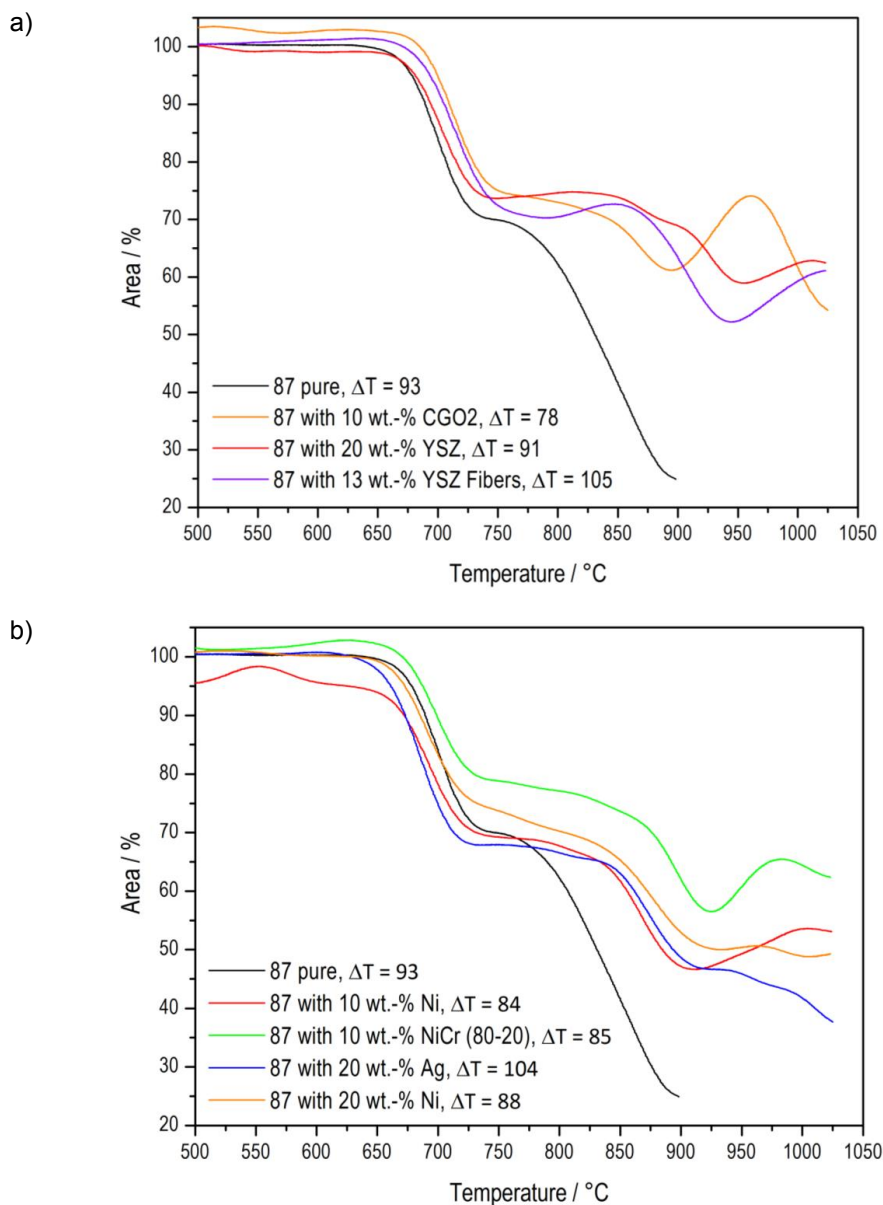 a)
100
90
80
70
60
50
40
30
20
Area / %
87 pure, ΔT = 93
87 with 10 wt.-% CGO2, ΔT = 78
87 with 20 wt.-% YSZ, ΔT = 91
87 with 13 wt.-% YSZ Fibers, ΔT = 105
500 550 600 650 700 750 800 850 900 950 1000 1050
Temperature / °C
b)
100
90
80
70
60
50
40
30
20
Area / %
87 pure, ΔT = 93
87 with 10 wt.-% Ni, ΔT = 84
87 with 10 wt.-% NiCr (80-20), ΔT = 85
87 with 20 wt.-% Ag, ΔT = 104
87 with 20 wt.-% Ni, ΔT = 88
500 550 600 650 700 750 800 850 900 950 1000 1050
Temperature / °C